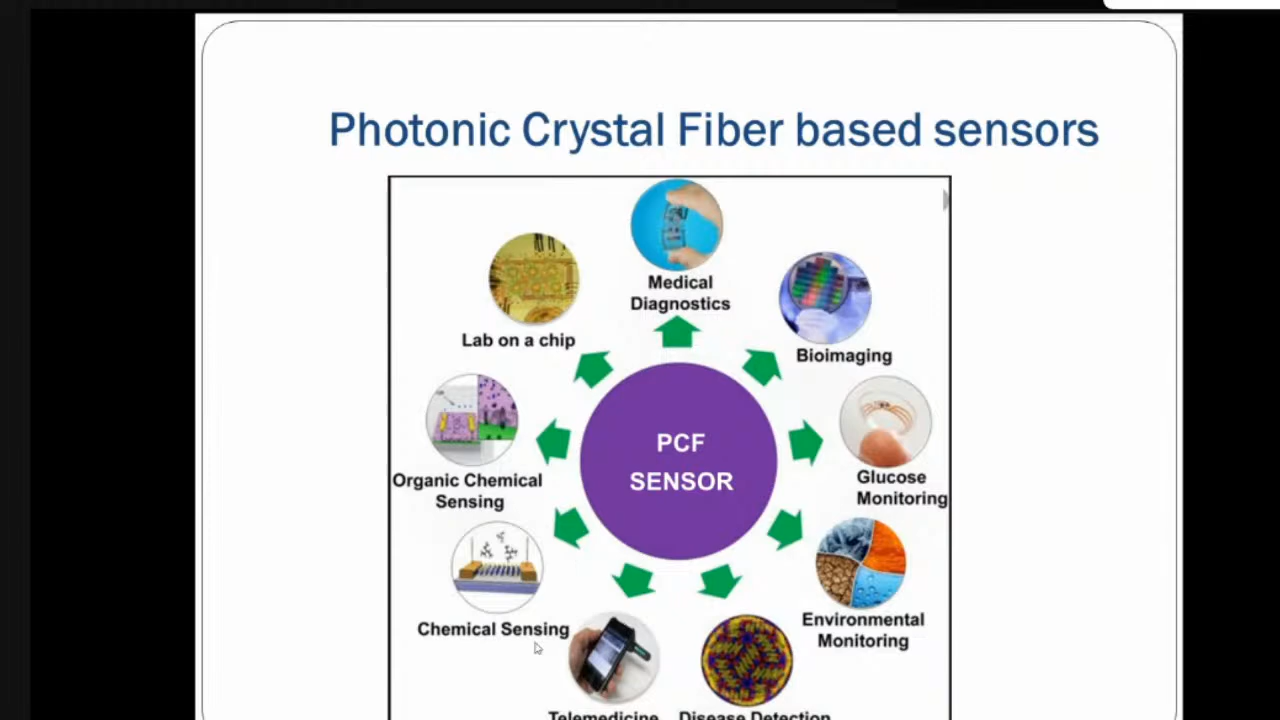 Photonic Crystal Fiber based sensors
Medical
Diagnostics
Lab on a chip
Bioimaging
PCF
SENSOR
Organic Chemical
Sensing
Glucose
Monitoring
Chemical Sensing
Environmental
Monitoring
Telemedicine
Disease Detection